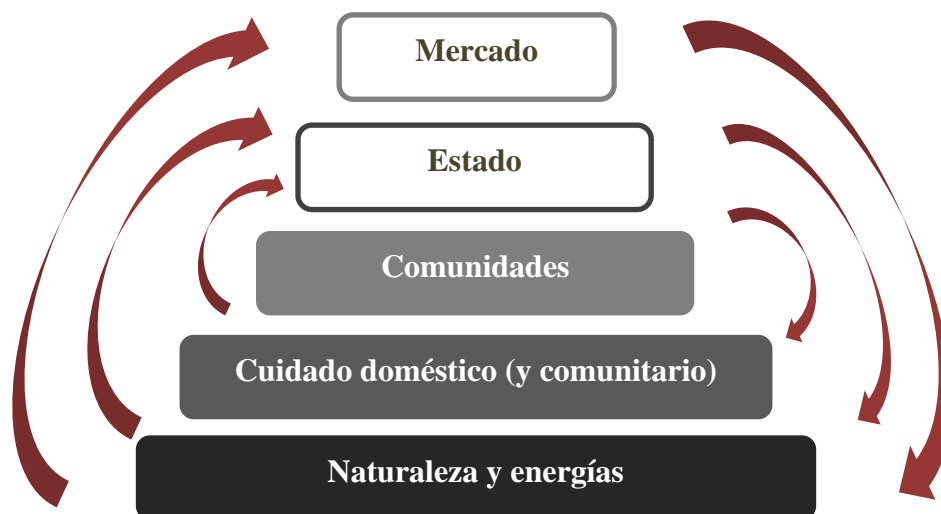 Mercado
Estado
Comunidades
Cuidado doméstico (y comunitario)
Naturaleza y energías